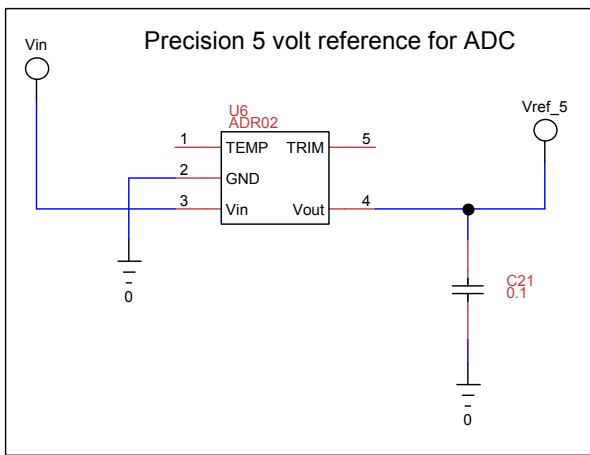 Precision 5 volt reference for ADC
Vin
U6
ADR02
Vref_5
1
TEMP
TRIM
5
2
GND
3
Vin
Vout
4
C21
0.1
0
0